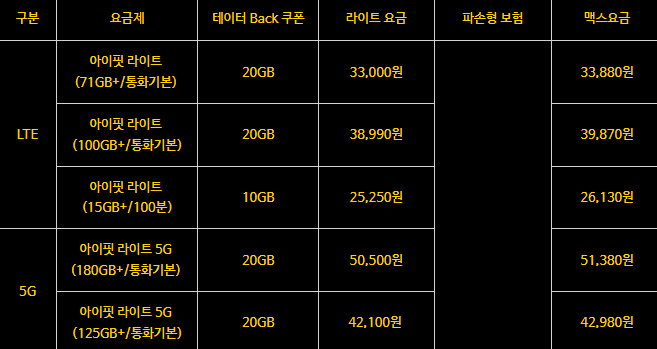 구분 요금제 데이터 Back 쿠폰 라이트 요금 파손형 보험 맥스요금
LTE
아이핏 라이트
(71GB+/통화기본) 20GB 33,000원 33,880원
아이핏 라이트
(100GB+/통화기본) 20GB 38,990원 39,870원
아이핏 라이트
(15GB+/100분) 10GB 25,250원 26,130원
5G
아이핏 라이트 5G
(180GB+/통화기본) 20GB 50,500원 51,380원
아이핏 라이트 5G
(125GB+/통화기본) 20GB 42,100원 42,980원